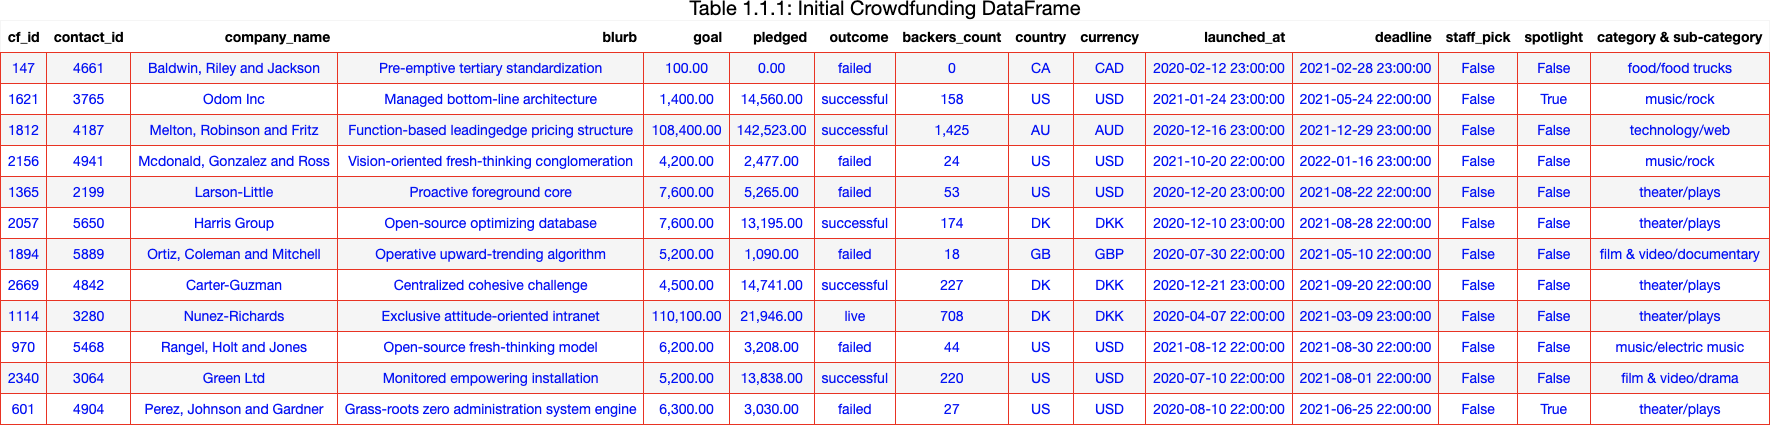 Table 1.1.1: Initial Crowdfunding DataFrame
cf_id contact_id company_name blurb goal pledged outcome backers_count country currency launched_at deadline staff_pick spotlight category & sub-category
147 4661 Baldwin, Riley and Jackson Pre-emptive tertiary standardization 100.00 0.00 failed 0 CA CAD 2020-02-12 23:00:00 2021-02-28 23:00:00 False False food/food trucks
1621 3765 Odom Inc Managed bottom-line architecture 1,400.00 14,560.00 successful 158 US USD 2021-01-24 23:00:00 2021-05-24 22:00:00 False True music/rock
1812 4187 Melton, Robinson and Fritz Function-based leadingedge pricing structure 108,400.00 142,523.00 successful 1,425 AU AUD 2020-12-16 23:00:00 2021-12-29 23:00:00 False False technology/web
2156 4941 Mcdonald, Gonzalez and Ross Vision-oriented fresh-thinking conglomeration 4,200.00 2,477.00 failed 24 US USD 2021-10-20 22:00:00 2022-01-16 23:00:00 False False music/rock
1365 2199 Larson-Little Proactive foreground core 7,600.00 5,265.00 failed 53 US USD 2020-12-20 23:00:00 2021-08-22 22:00:00 False False theater/plays
2057 5650 Harris Group Open-source optimizing database 7,600.00 13,195.00 successful 174 DK DKK 2020-12-10 23:00:00 2021-08-28 22:00:00 False False theater/plays
1894 5889 Ortiz, Coleman and Mitchell Operative upward-trending algorithm 5,200.00 1,090.00 failed 18 GB GBP 2020-07-30 22:00:00 2021-05-10 22:00:00 False False film & video/documentary
2669 4842 Carter-Guzman Centralized cohesive challenge 4,500.00 14,741.00 successful 227 DK DKK 2020-12-21 23:00:00 2021-09-20 22:00:00 False False theater/plays
1114 3280 Nunez-Richards Exclusive attitude-oriented intranet 110,100.00 21,946.00 live 708 DK DKK 2020-04-07 22:00:00 2021-03-09 23:00:00 False False theater/plays
970 5468 Rangel, Holt and Jones Open-source fresh-thinking model 6,200.00 3,208.00 failed 44 US USD 2021-08-12 22:00:00 2021-08-30 22:00:00 False False music/electric music
2340 3064 Green Ltd Monitored empowering installation 5,200.00 13,838.00 successful 220 US USD 2020-07-10 22:00:00 2021-08-01 22:00:00 False False film & video/drama
601 4904 Perez, Johnson and Gardner Grass-roots zero administration system engine 6,300.00 3,030.00 failed 27 US USD 2020-08-10 22:00:00 2021-06-25 22:00:00 False True theater/plays